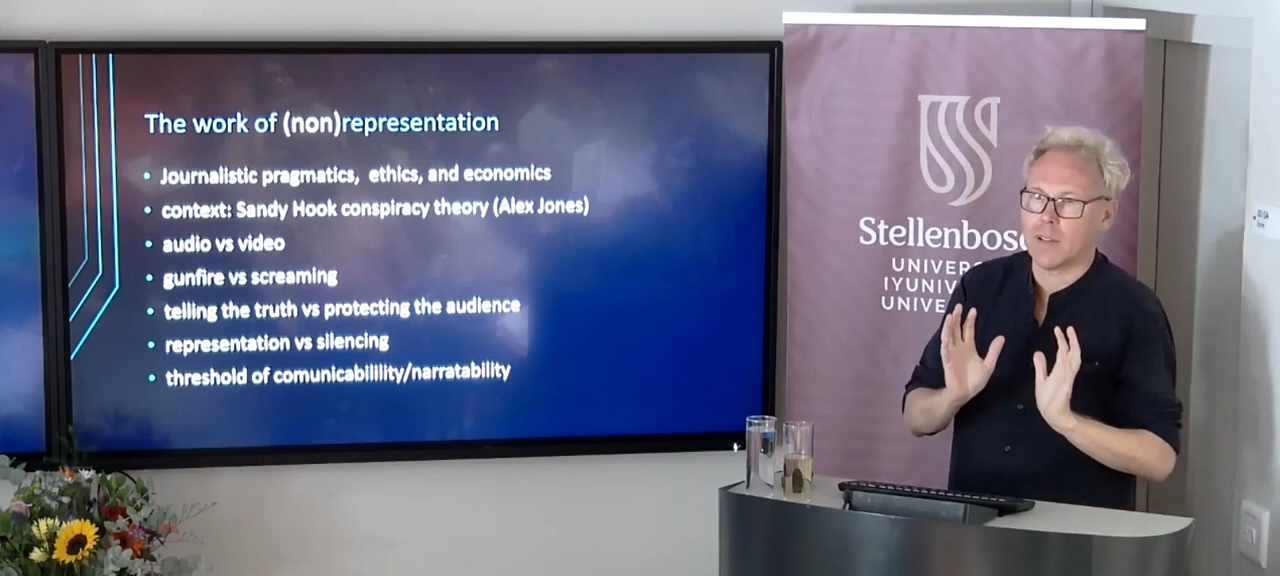 The work of (non)representation
• Journalistic pragmatics, ethics, and economics
• context: Sandy Hook conspiracy theory (Alex Jones)
• audio vs video
• gunfire vs screaming
• telling the truth vs protecting the audience
• representation vs silencing
• threshold of comunicabilility/narratability
Stellenbosc
UNIVERS
IYUNIV
UNIVE